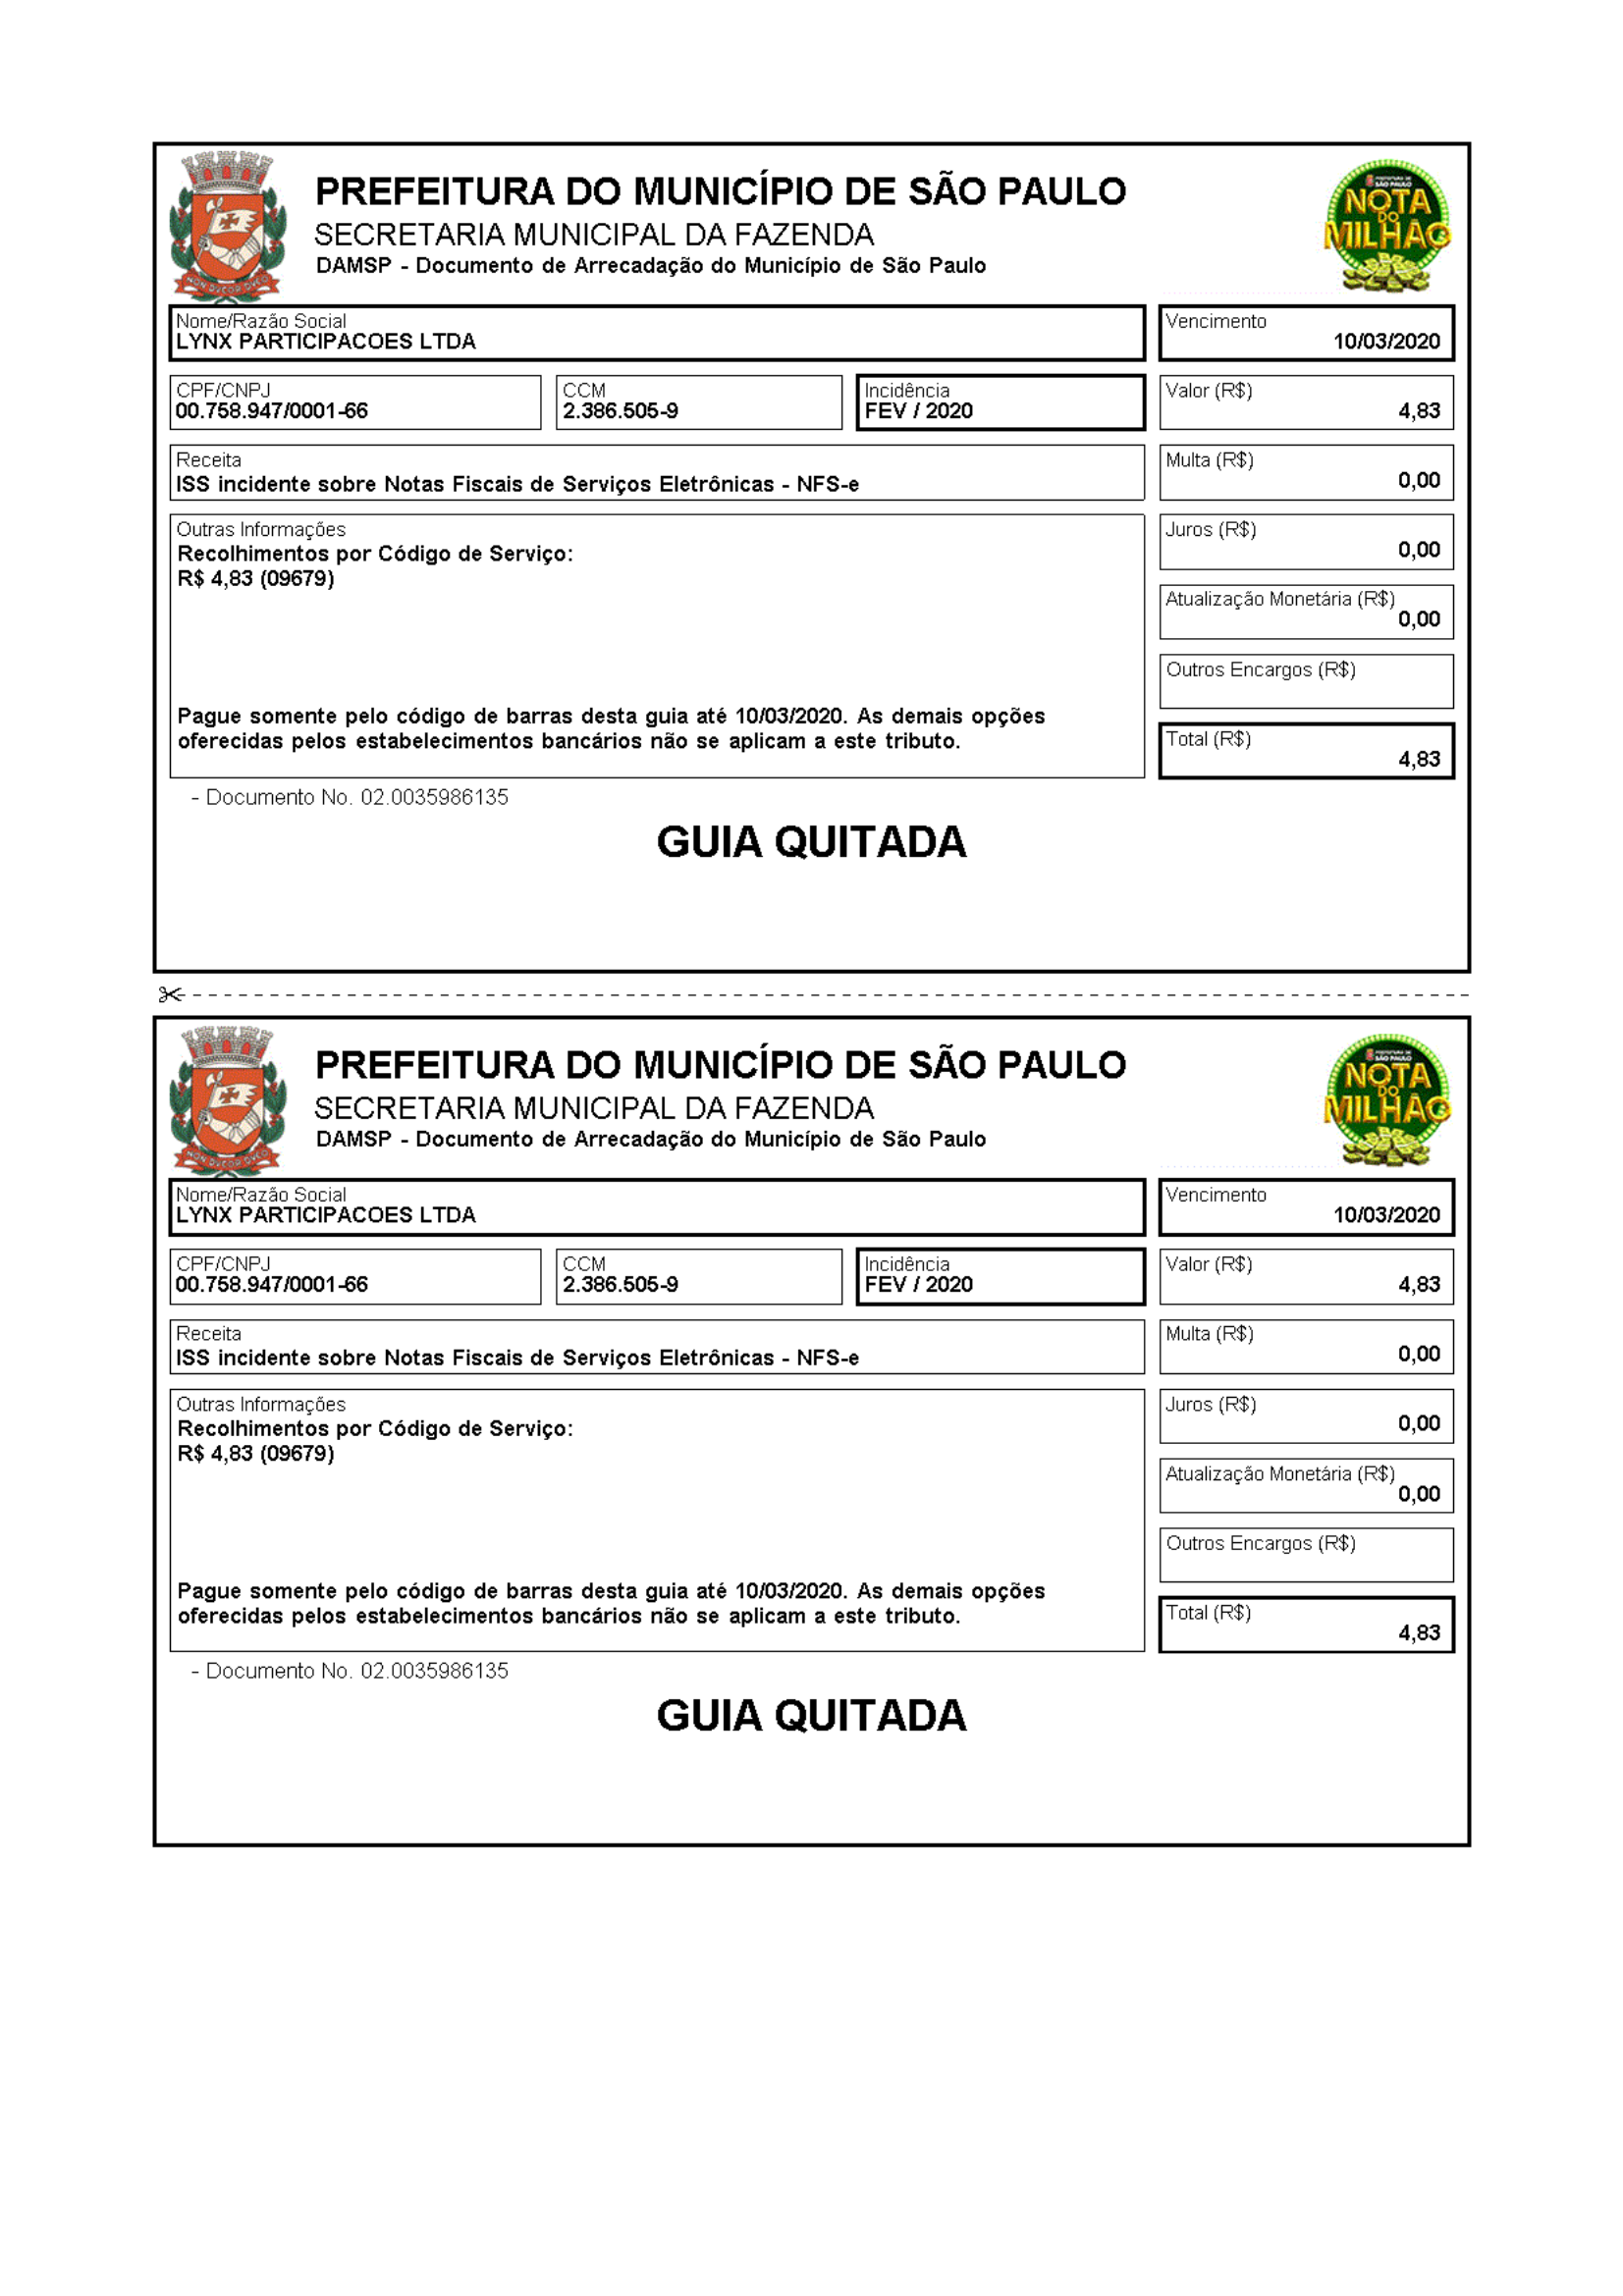 PREFEITURA DO MUNICÍPIO DE SÃO PAULO
SECRETARIA MUNICIPAL DA FAZENDA
DAMSP - Documento de Arrecadação do Município de São Paulo
NON DVCOR DVCO
PREFEITURA DE
SÃO PAULO
NOTA
DO
MILHÃO
Nome/Razão Social
LYNX PARTICIPACOES LTDA
Vencimento
10/03/2020
CPF/CNPJ
00.758.947/0001-66
CCM
2.386.505-9
Incidência
FEV / 2020
Valor (R$)
4,83
Receita
ISS incidente sobre Notas Fiscais de Serviços Eletrônicas - NFS-e
Multa (R$)
0,00
Outras Informações
Recolhimentos por Código de Serviço:
R$ 4,83 (09679)
Pague somente pelo código de barras desta guia até 10/03/2020. As demais opções
oferecidas pelos estabelecimentos bancários não se aplicam a este tributo.
Juros (R$)
0,00
Atualização Monetária (R$)
0,00
Outros Encargos (R$)
Total (R$)
4,83
- Documento No. 02.0035986135
GUIA QUITADA
PREFEITURA DO MUNICÍPIO DE SÃO PAULO
SECRETARIA MUNICIPAL DA FAZENDA
DAMSP - Documento de Arrecadação do Município de São Paulo
NON DVCOR DVCO
PREFEITURA DE
SÃO PAULO
NOTA
DO
MILHÃO
Nome/Razão Social
LYNX PARTICIPACOES LTDA
Vencimento
10/03/2020
CPF/CNPJ
00.758.947/0001-66
CCM
2.386.505-9
Incidência
FEV / 2020
Valor (R$)
4,83
Receita
ISS incidente sobre Notas Fiscais de Serviços Eletrônicas - NFS-e
Multa (R$)
0,00
Outras Informações
Recolhimentos por Código de Serviço:
R$ 4,83 (09679)
Pague somente pelo código de barras desta guia até 10/03/2020. As demais opções
oferecidas pelos estabelecimentos bancários não se aplicam a este tributo.
Juros (R$)
0,00
Atualização Monetária (R$)
0,00
Outros Encargos (R$)
Total (R$)
4,83
- Documento No. 02.0035986135
GUIA QUITADA